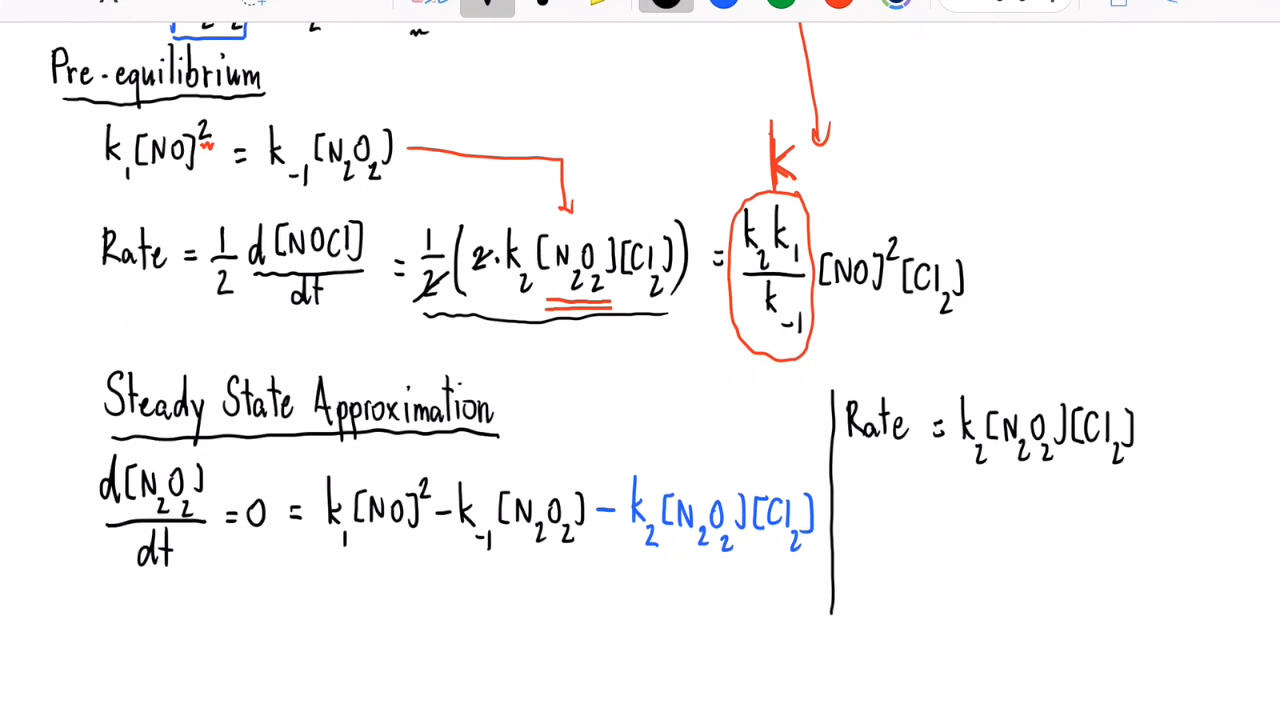 Pre-equilibrium
k₁[NO]² = k₋₁[N₂O₂]
k
Rate = 1/2 d[NOCl]/dt = 1/2 (2·k₂[N₂O₂][Cl₂]) = k₂k₁/k₋₁ [NO]²[Cl₂]
Steady State Approximation
d[N₂O₂]/dt = 0 = k₁[NO]² - k₋₁[N₂O₂] - k₂[N₂O₂][Cl₂]
Rate = k₂[N₂O₂][Cl₂]